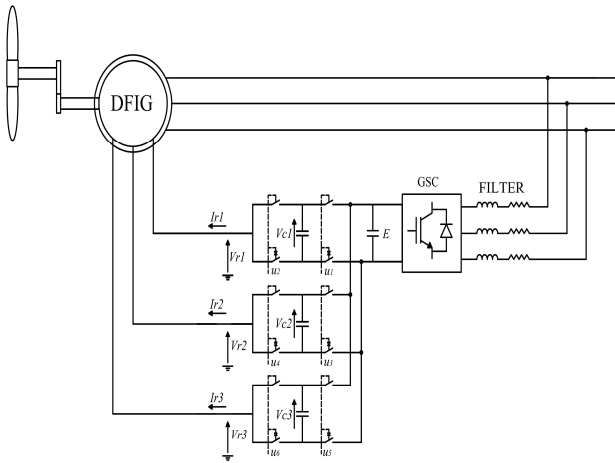 DFIG
GSC
FILTER
Ir1
Vc1
E
Vr1
u2
u1
Ir2
Vc2
Vr2
u4
u3
Ir3
Vc3
Vr3
u6
u5